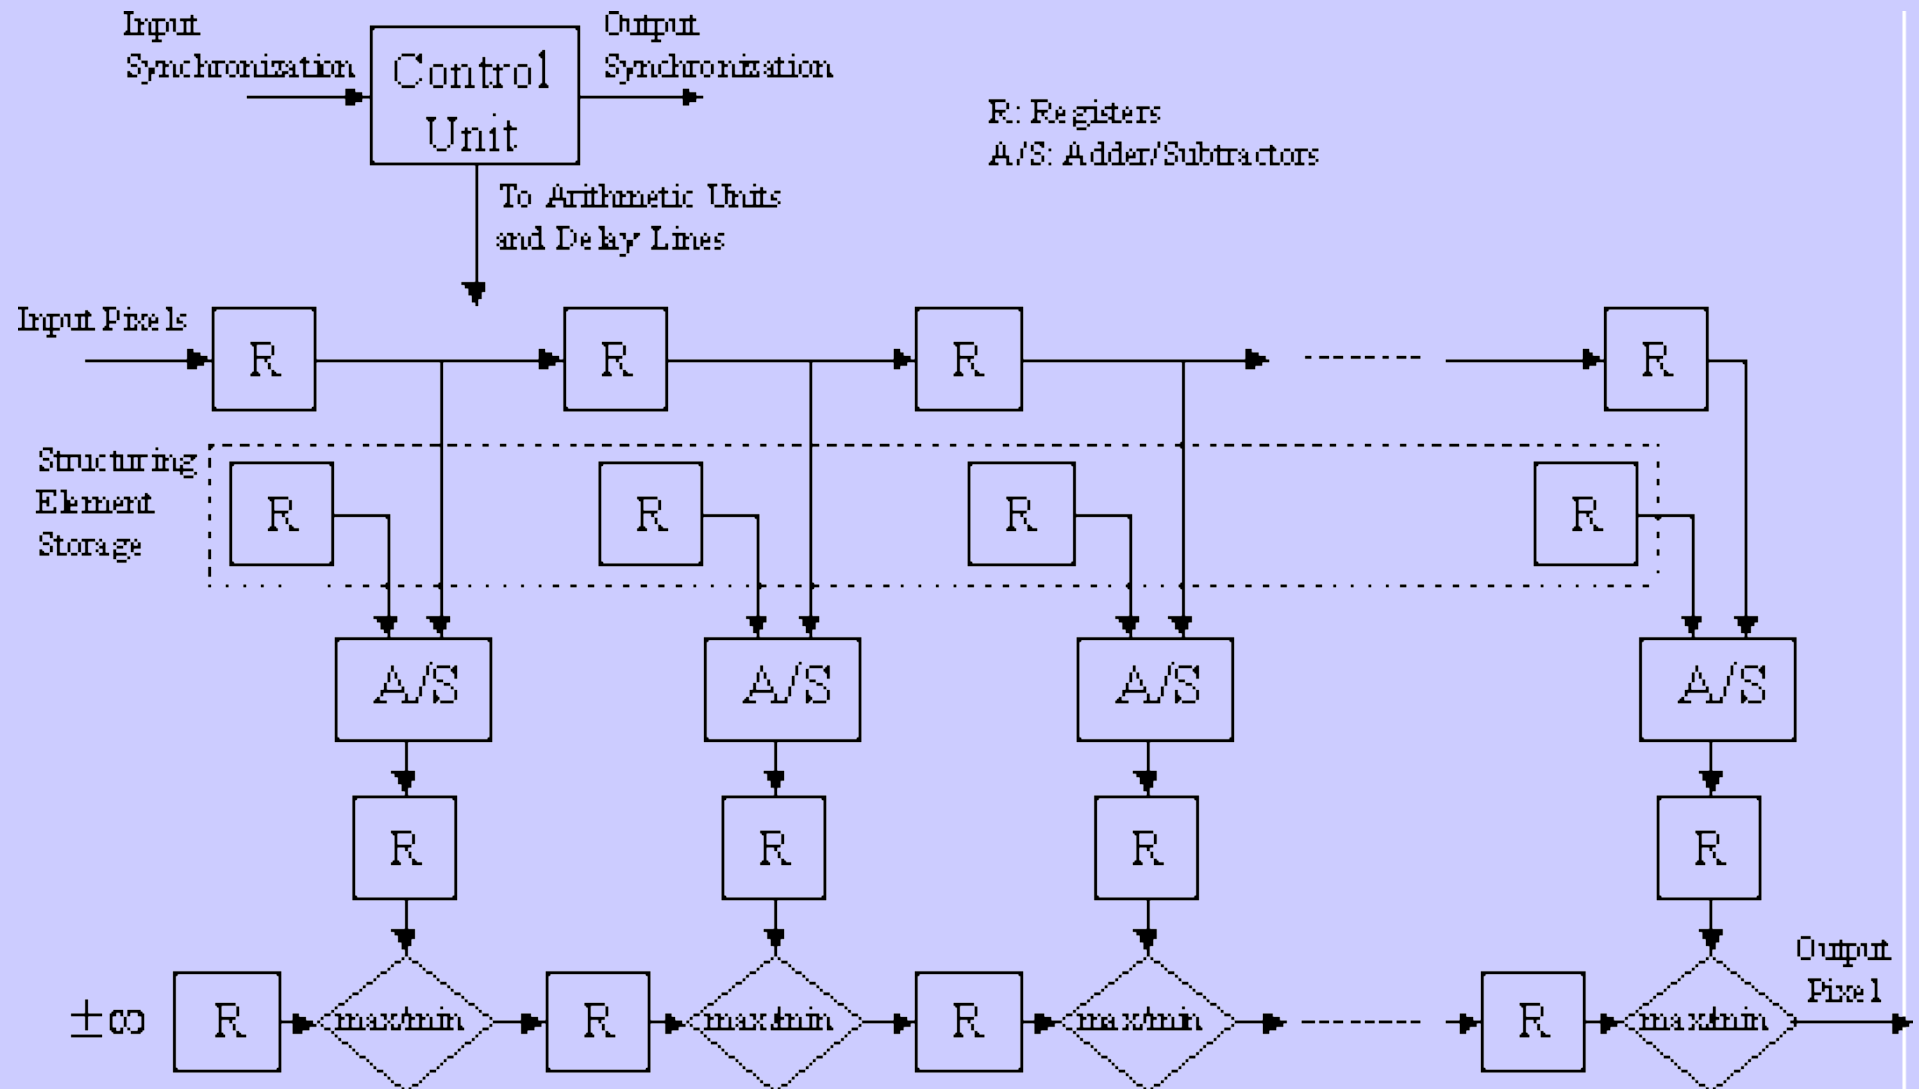 Input
Synchronization
Control
Unit
Output
Synchronization
R: Registers
A/S: Adder/Subtractors
To Arithmetic Units
and Delay Lines
Input Pixels
R R R R
Structuring
Element
Storage
R R R R
A/S A/S A/S A/S
R R R R
±∞ R max/min R max/min R max/min R max/min
Output
Pixel